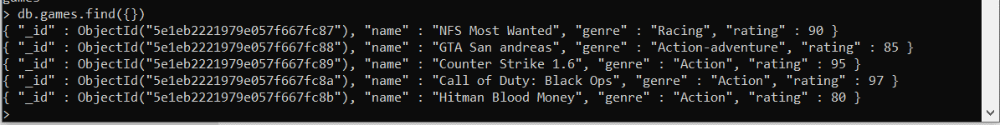 games
> db.games.find({})
{ "_id" : ObjectId("5e1eb2221979e057f667fc87"), "name" : "NFS Most Wanted", "genre" : "Racing", "rating" : 90 }
{ "_id" : ObjectId("5e1eb2221979e057f667fc88"), "name" : "GTA San andreas", "genre" : "Action-adventure", "rating" : 85 }
{ "_id" : ObjectId("5e1eb2221979e057f667fc89"), "name" : "Counter Strike 1.6", "genre" : "Action", "rating" : 95 }
{ "_id" : ObjectId("5e1eb2221979e057f667fc8a"), "name" : "Call of Duty: Black Ops", "genre" : "Action", "rating" : 97 }
{ "_id" : ObjectId("5e1eb2221979e057f667fc8b"), "name" : "Hitman Blood Money", "genre" : "Action", "rating" : 80 }
>